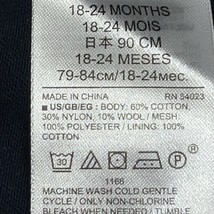 18-24 MONTHS
18-24 MOIS
日本 90 CM
18-24 MESES
79-84см/18-24мес.
MADE IN CHINA RN 54023
• US/GB/EG: BODY: 60% COTTON
30% NYLON, 10% WOOL / MESH:
100% POLYESTER / LINING: 100%
COTTON
30
P
1165
MACHINE WASH COLD GENTLE
CYCLE / ONLY NON-CHLORINE
BLEACH WHEN NEEDED / TUMBLE